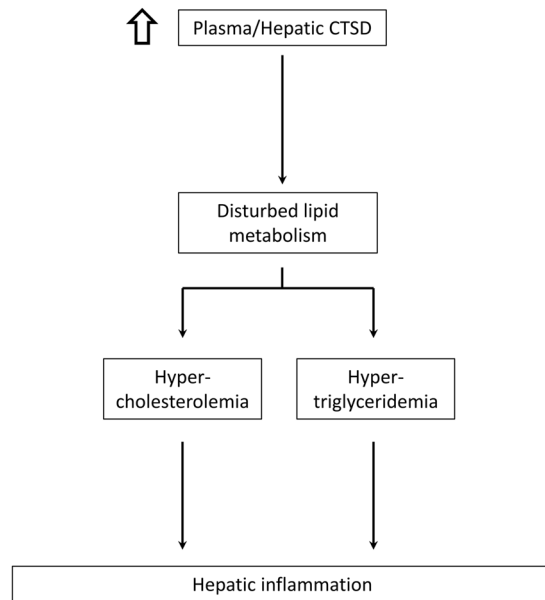 Plasma/Hepatic CTSD
Disturbed lipid
metabolism
Hyper-
cholesterolemia
Hyper-
triglyceridemia
Hepatic inflammation